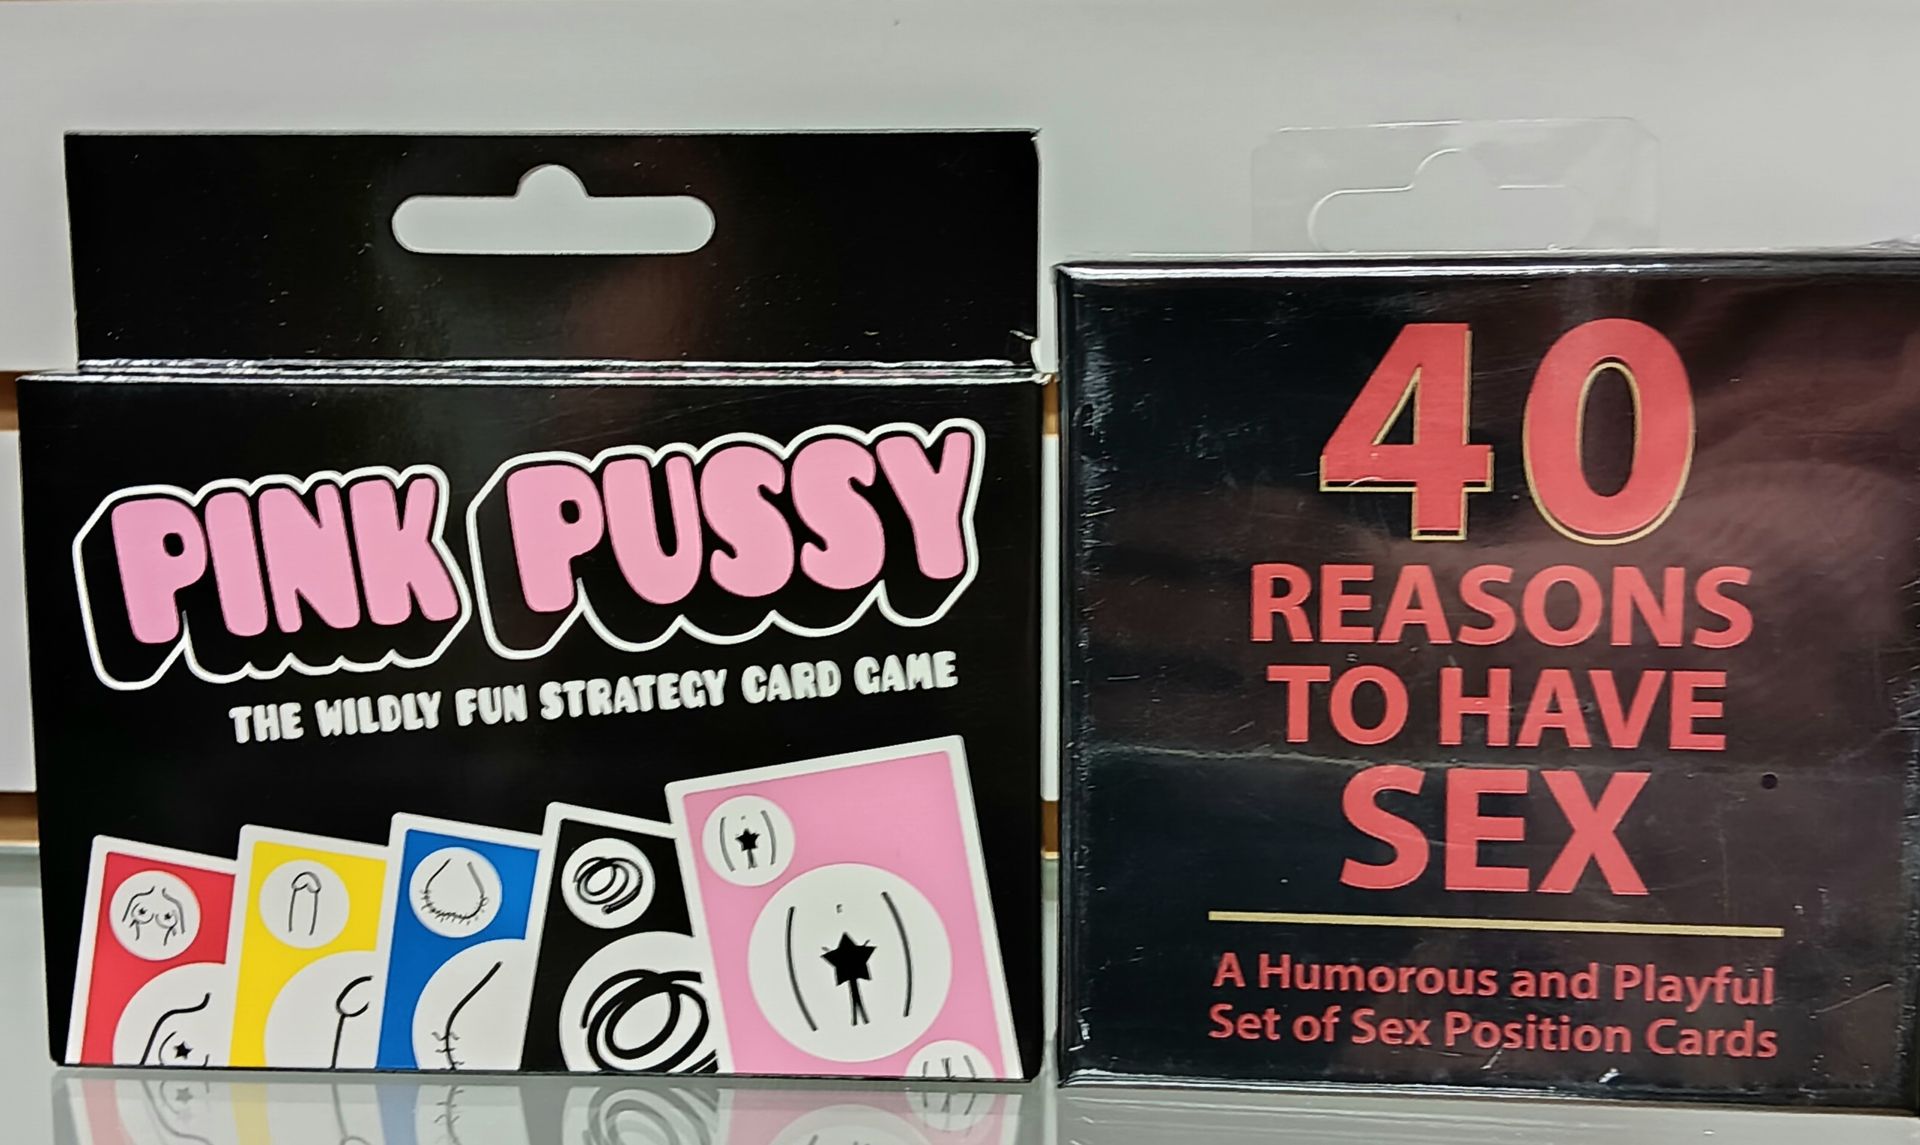 PINK PUSSY
THE WILDLY FUN STRATEGY CARD GAME
40
REASONS
TO HAVE
SEX
A Humorous and Playful
Set of Sex Position Cards